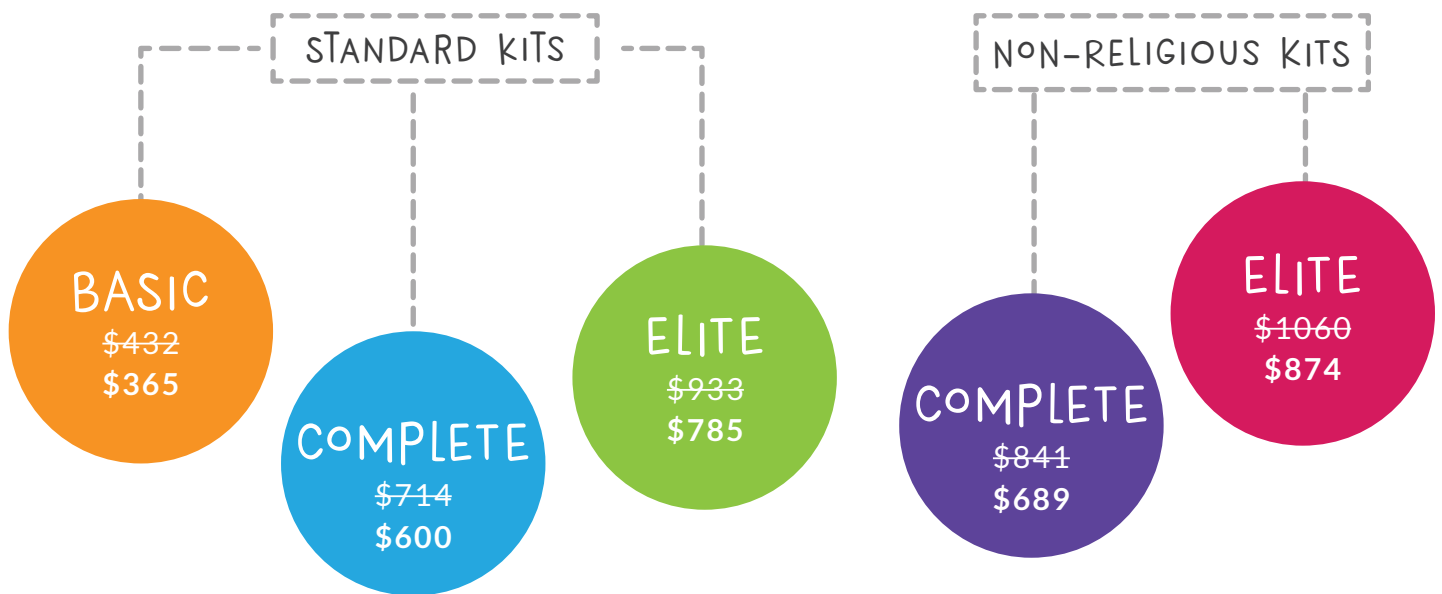 STANDARD KITS
BASIC
$432
$365
COMPLETE
$714
$600
ELITE
$933
$785
NON-RELIGIOUS KITS
COMPLETE
$841
$689
ELITE
$1060
$874